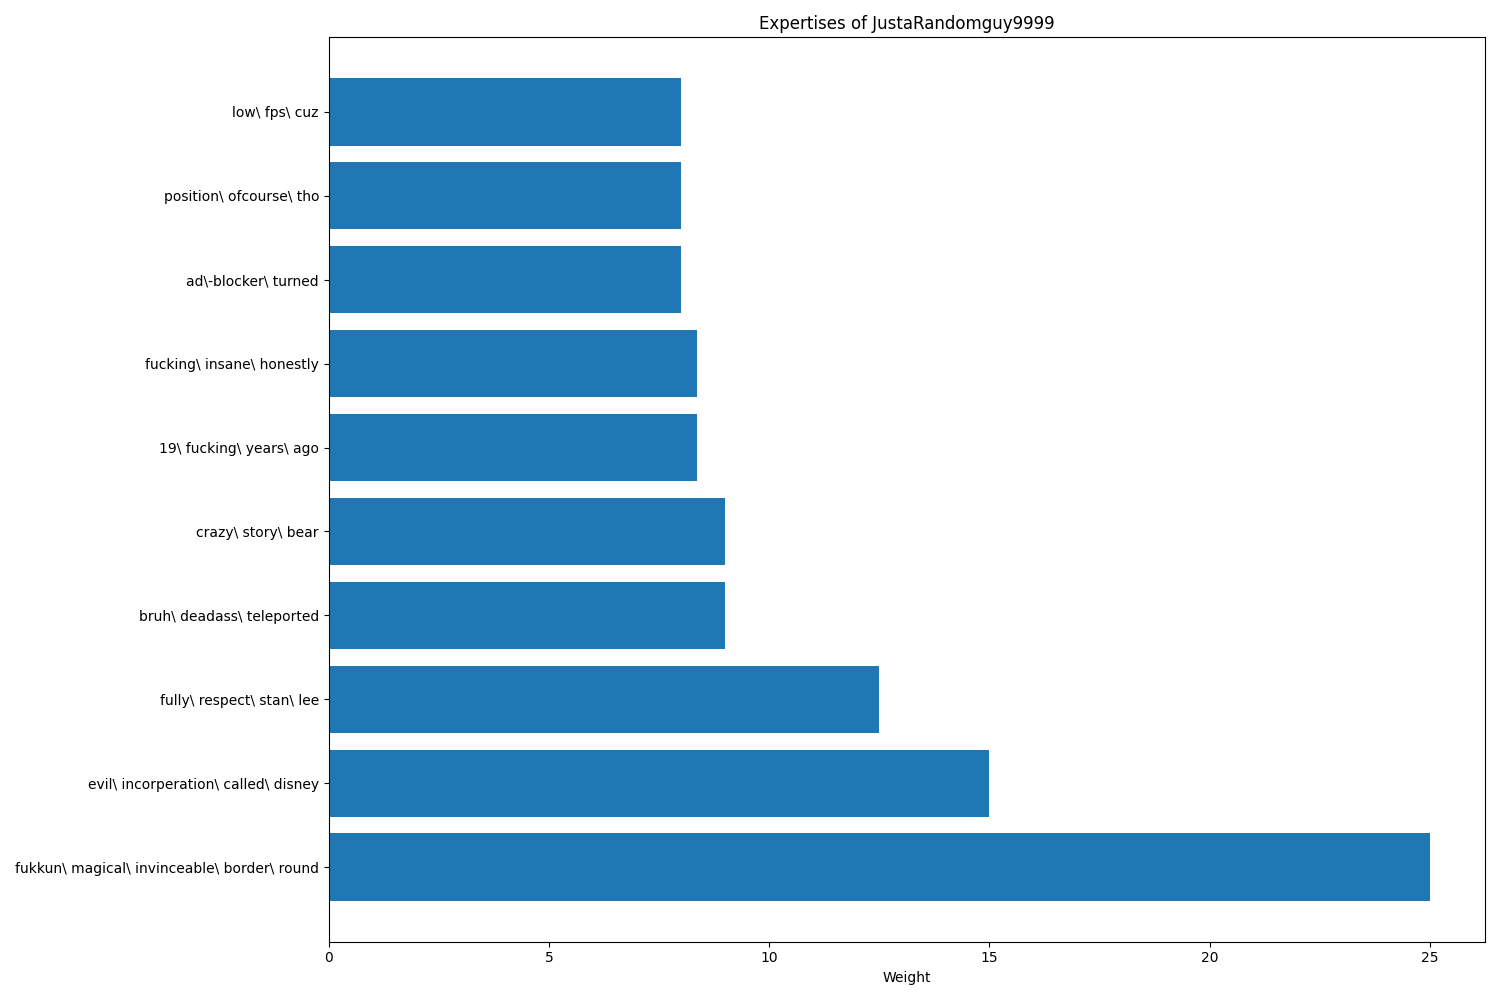 Expertises of JustaRandomguy9999
low\ fps\ cuz
position\ ofcourse\ tho
ad\-blocker\ turned
fucking\ insane\ honestly
19\ fucking\ years\ ago
crazy\ story\ bear
bruh\ deadass\ teleported
fully\ respect\ stan\ lee
evil\ incorperation\ called\ disney
fukkun\ magical\ invinceable\ border\ round
0 5 10 15 20 25
Weight